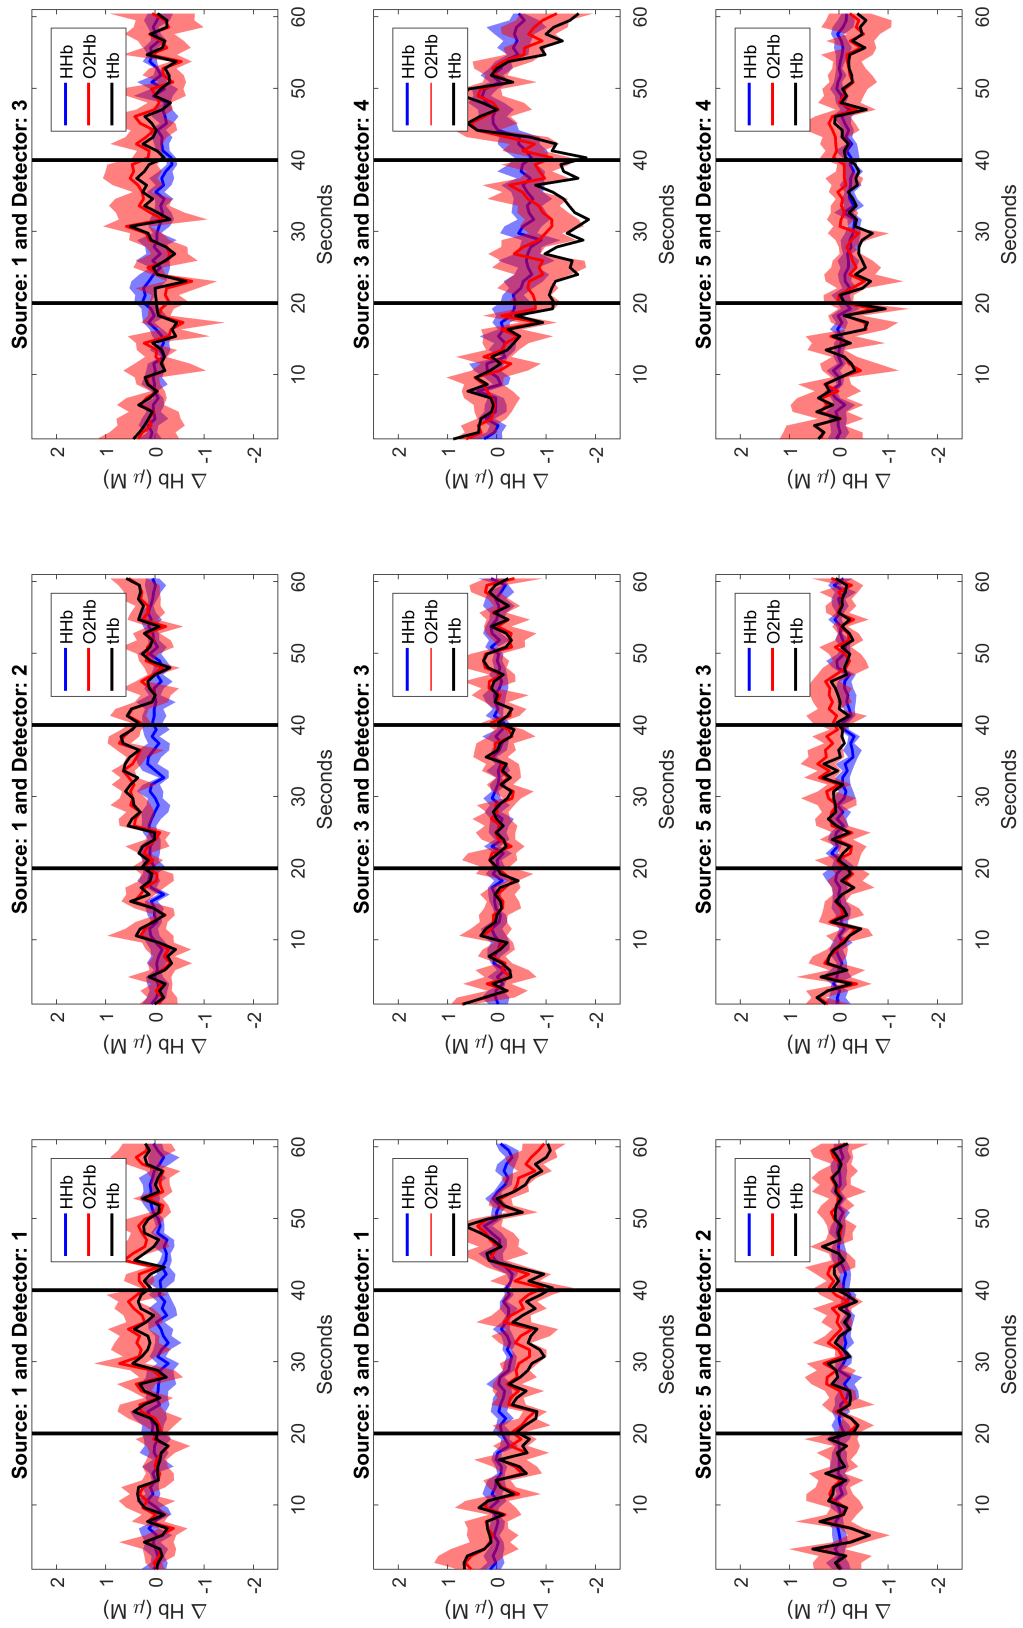 Source: 1 and Detector: 1
Δ Hb (μ M)
2
1
0
-1
-2
HHb
O2Hb
tHb
10
20
30
40
50
60
Seconds
Source: 1 and Detector: 2
Δ Hb (μ M)
2
1
0
-1
-2
HHb
O2Hb
tHb
10
20
30
40
50
60
Seconds
Source: 1 and Detector: 3
Δ Hb (μ M)
2
1
0
-1
-2
HHb
O2Hb
tHb
10
20
30
40
50
60
Seconds
Source: 3 and Detector: 1
Δ Hb (μ M)
2
1
0
-1
-2
HHb
O2Hb
tHb
10
20
30
40
50
60
Seconds
Source: 3 and Detector: 3
Δ Hb (μ M)
2
1
0
-1
-2
HHb
O2Hb
tHb
10
20
30
40
50
60
Seconds
Source: 3 and Detector: 4
Δ Hb (μ M)
2
1
0
-1
-2
HHb
O2Hb
tHb
10
20
30
40
50
60
Seconds
Source: 5 and Detector: 2
Δ Hb (μ M)
2
1
0
-1
-2
HHb
O2Hb
tHb
10
20
30
40
50
60
Seconds
Source: 5 and Detector: 3
Δ Hb (μ M)
2
1
0
-1
-2
HHb
O2Hb
tHb
10
20
30
40
50
60
Seconds
Source: 5 and Detector: 4
Δ Hb (μ M)
2
1
0
-1
-2
HHb
O2Hb
tHb
10
20
30
40
50
60
Seconds